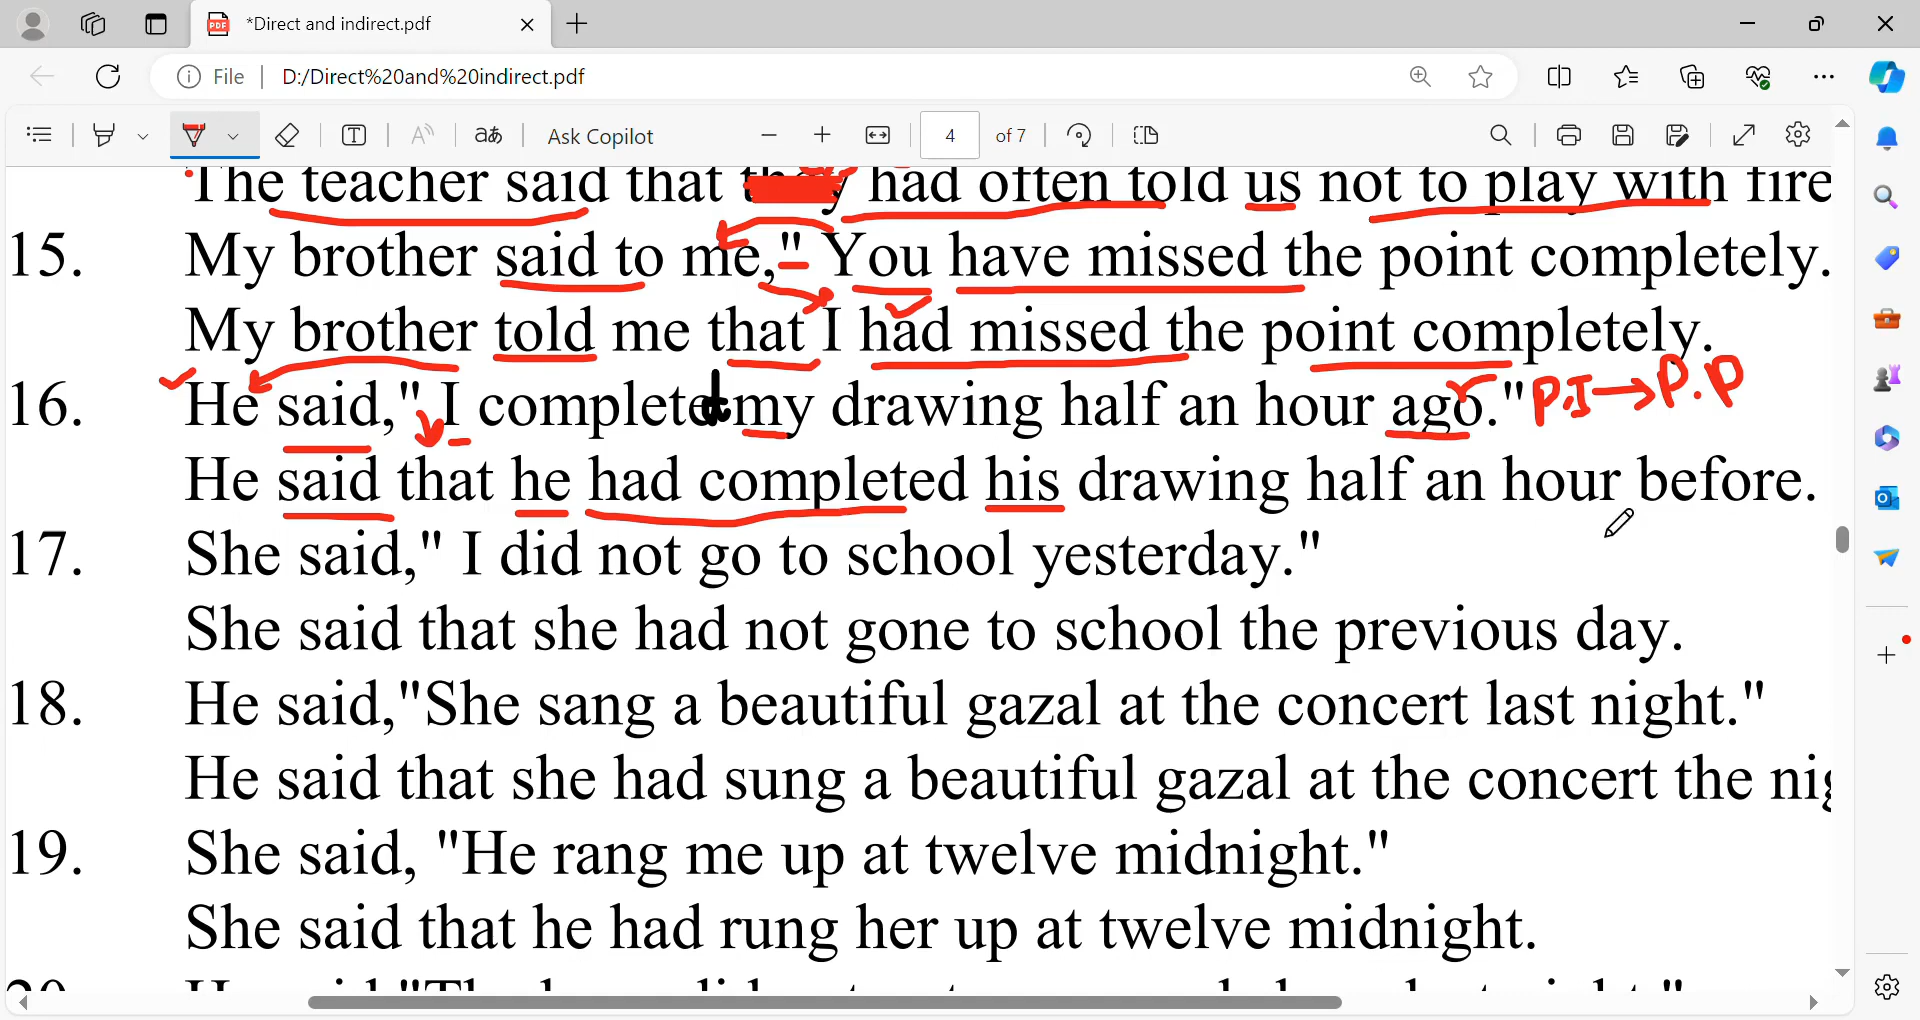 *Direct and indirect.pdf
File D:/Direct%20and%20indirect.pdf
aあ Ask Copilot 4 of 7
The teacher said that they had often told us not to play with fire
15. My brother said to me," You have missed the point completely.
My brother told me that I had missed the point completely.
16. He said," I completed my drawing half an hour ago." P.I → P.P
He said that he had completed his drawing half an hour before.
17. She said," I did not go to school yesterday."
She said that she had not gone to school the previous day.
18. He said,"She sang a beautiful gazal at the concert last night."
He said that she had sung a beautiful gazal at the concert the nig
19. She said, "He rang me up at twelve midnight."
She said that he had rung her up at twelve midnight.